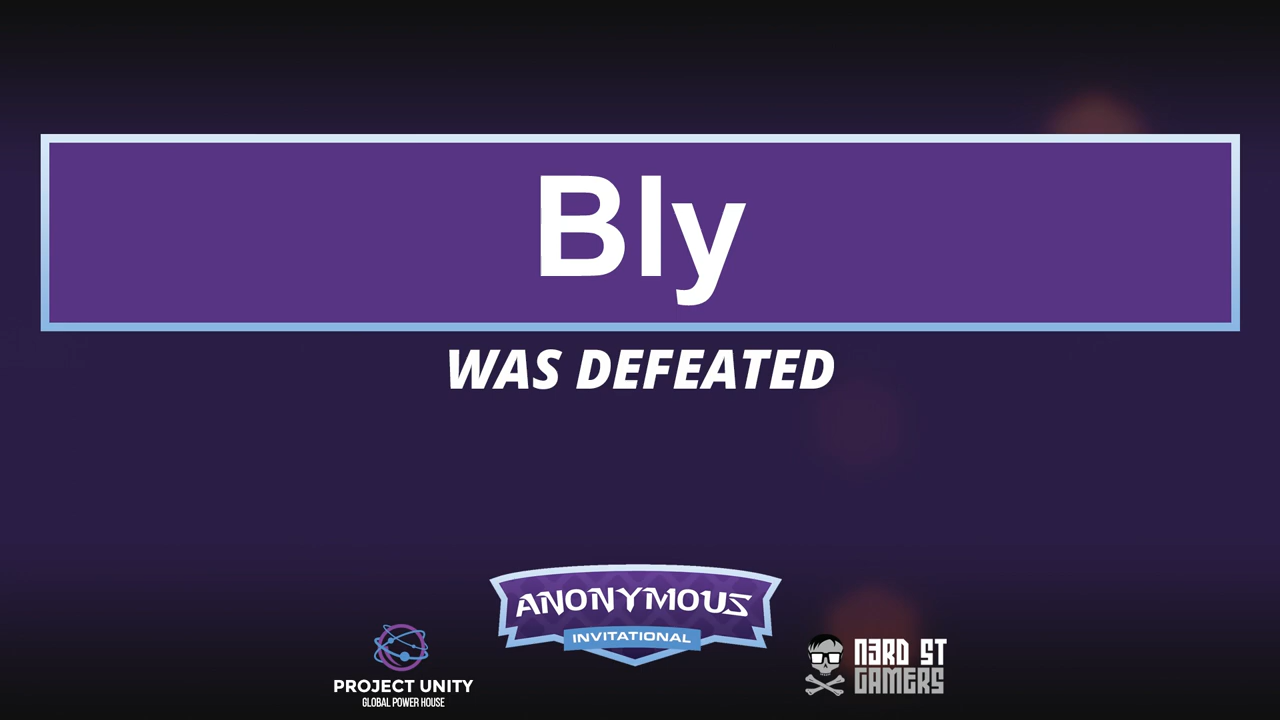 Bly
WAS DEFEATED
ANONYMOUS
INVITATIONAL
PROJECT UNITY
GLOBAL POWER HOUSE
N3RD ST
GAMERS